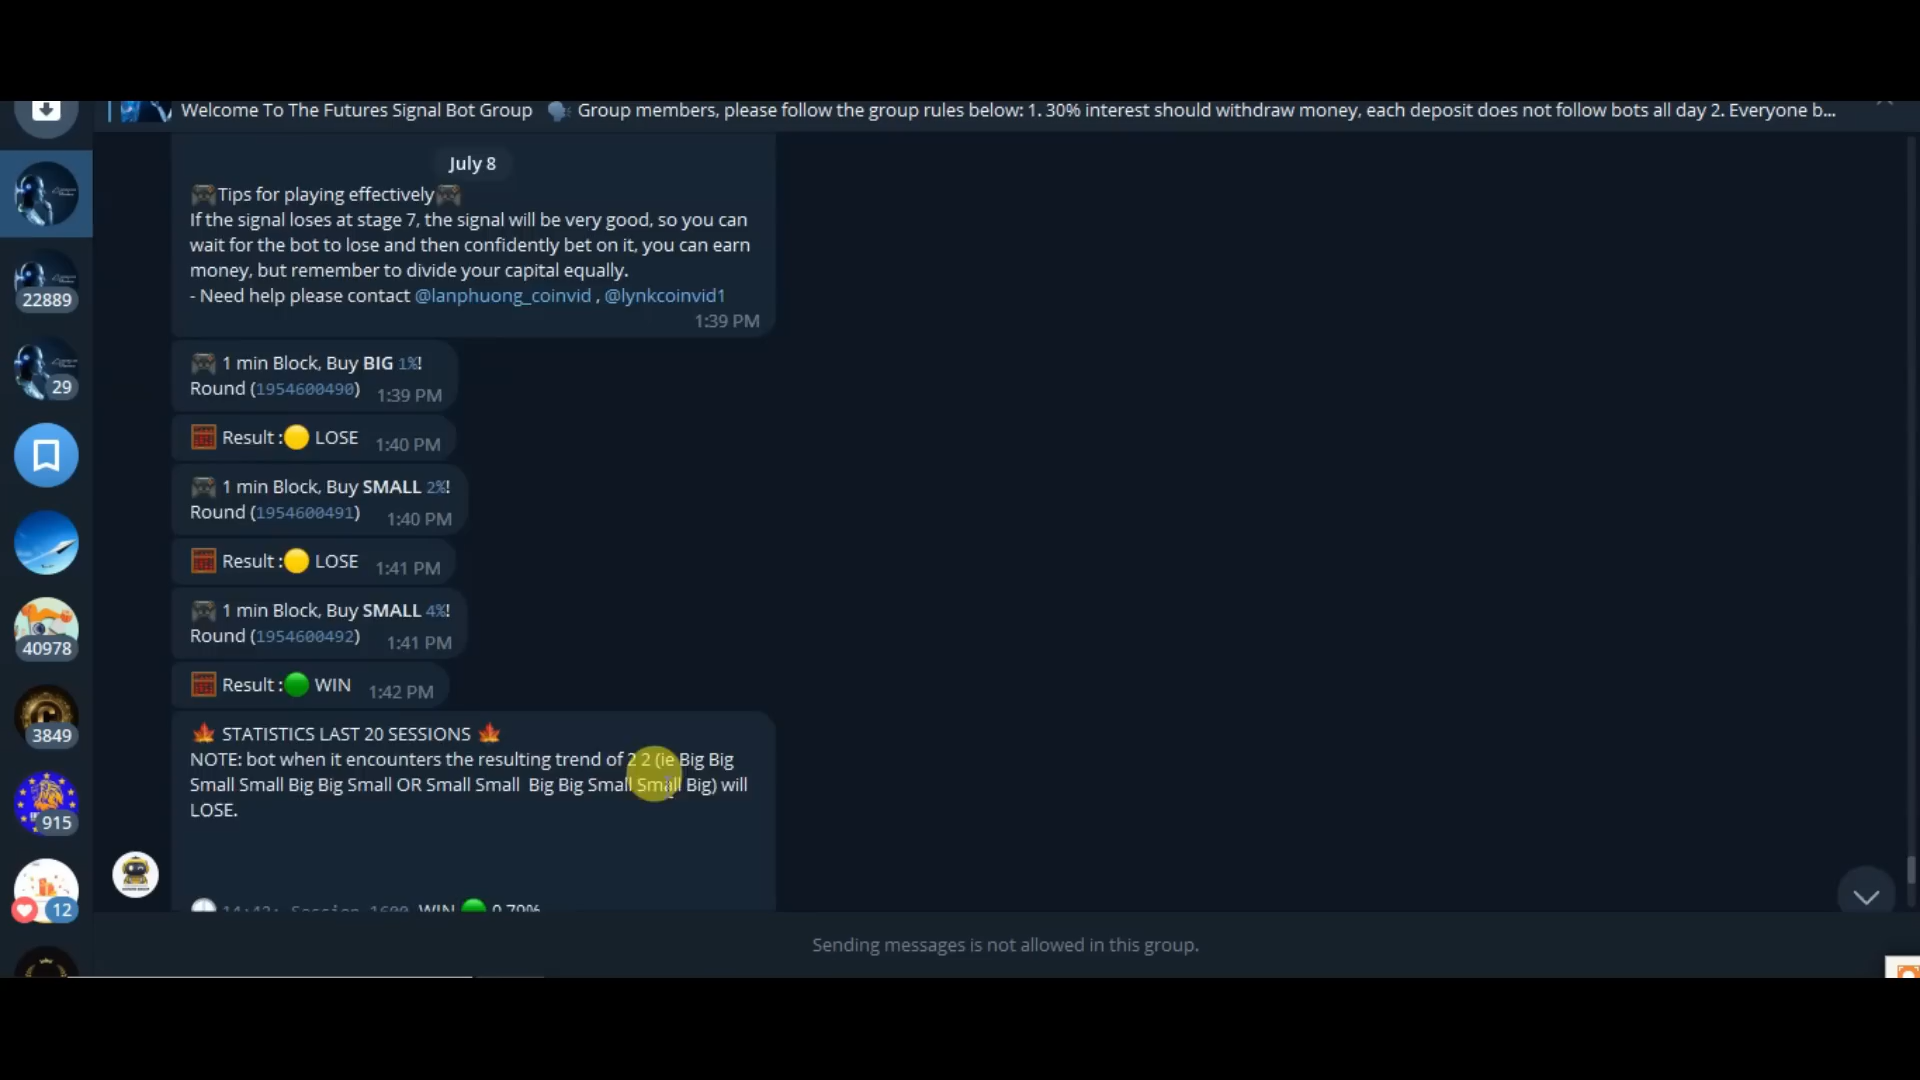 Welcome To The Futures Signal Bot Group 🗣 Group members, please follow the group rules below: 1. 30% interest should withdraw money, each deposit does not follow bots all day 2. Everyone b...
July 8
🎮Tips for playing effectively🎮
If the signal loses at stage 7, the signal will be very good, so you can
wait for the bot to lose and then confidently bet on it, you can earn
money, but remember to divide your capital equally.
- Need help please contact @lanphuong_coinvid , @lynkcoinvid1
1:39 PM
🎮 1 min Block, Buy BIG 1%!
Round (1954600490) 1:39 PM
Result :🟡 LOSE 1:40 PM
🎮 1 min Block, Buy SMALL 2%!
Round (1954600491) 1:40 PM
Result :🟡 LOSE 1:41 PM
🎮 1 min Block, Buy SMALL 4%!
Round (1954600492) 1:41 PM
Result :🟢 WIN 1:42 PM
🍁 STATISTICS LAST 20 SESSIONS 🍁
NOTE: bot when it encounters the resulting trend of 2 2 (ie Big Big
Small Small Big Big Small OR Small Small Big Big Small Small Big) will
LOSE.
WIN 🟢 0.79%
22889
29
40978
3849
915
12
Sending messages is not allowed in this group.